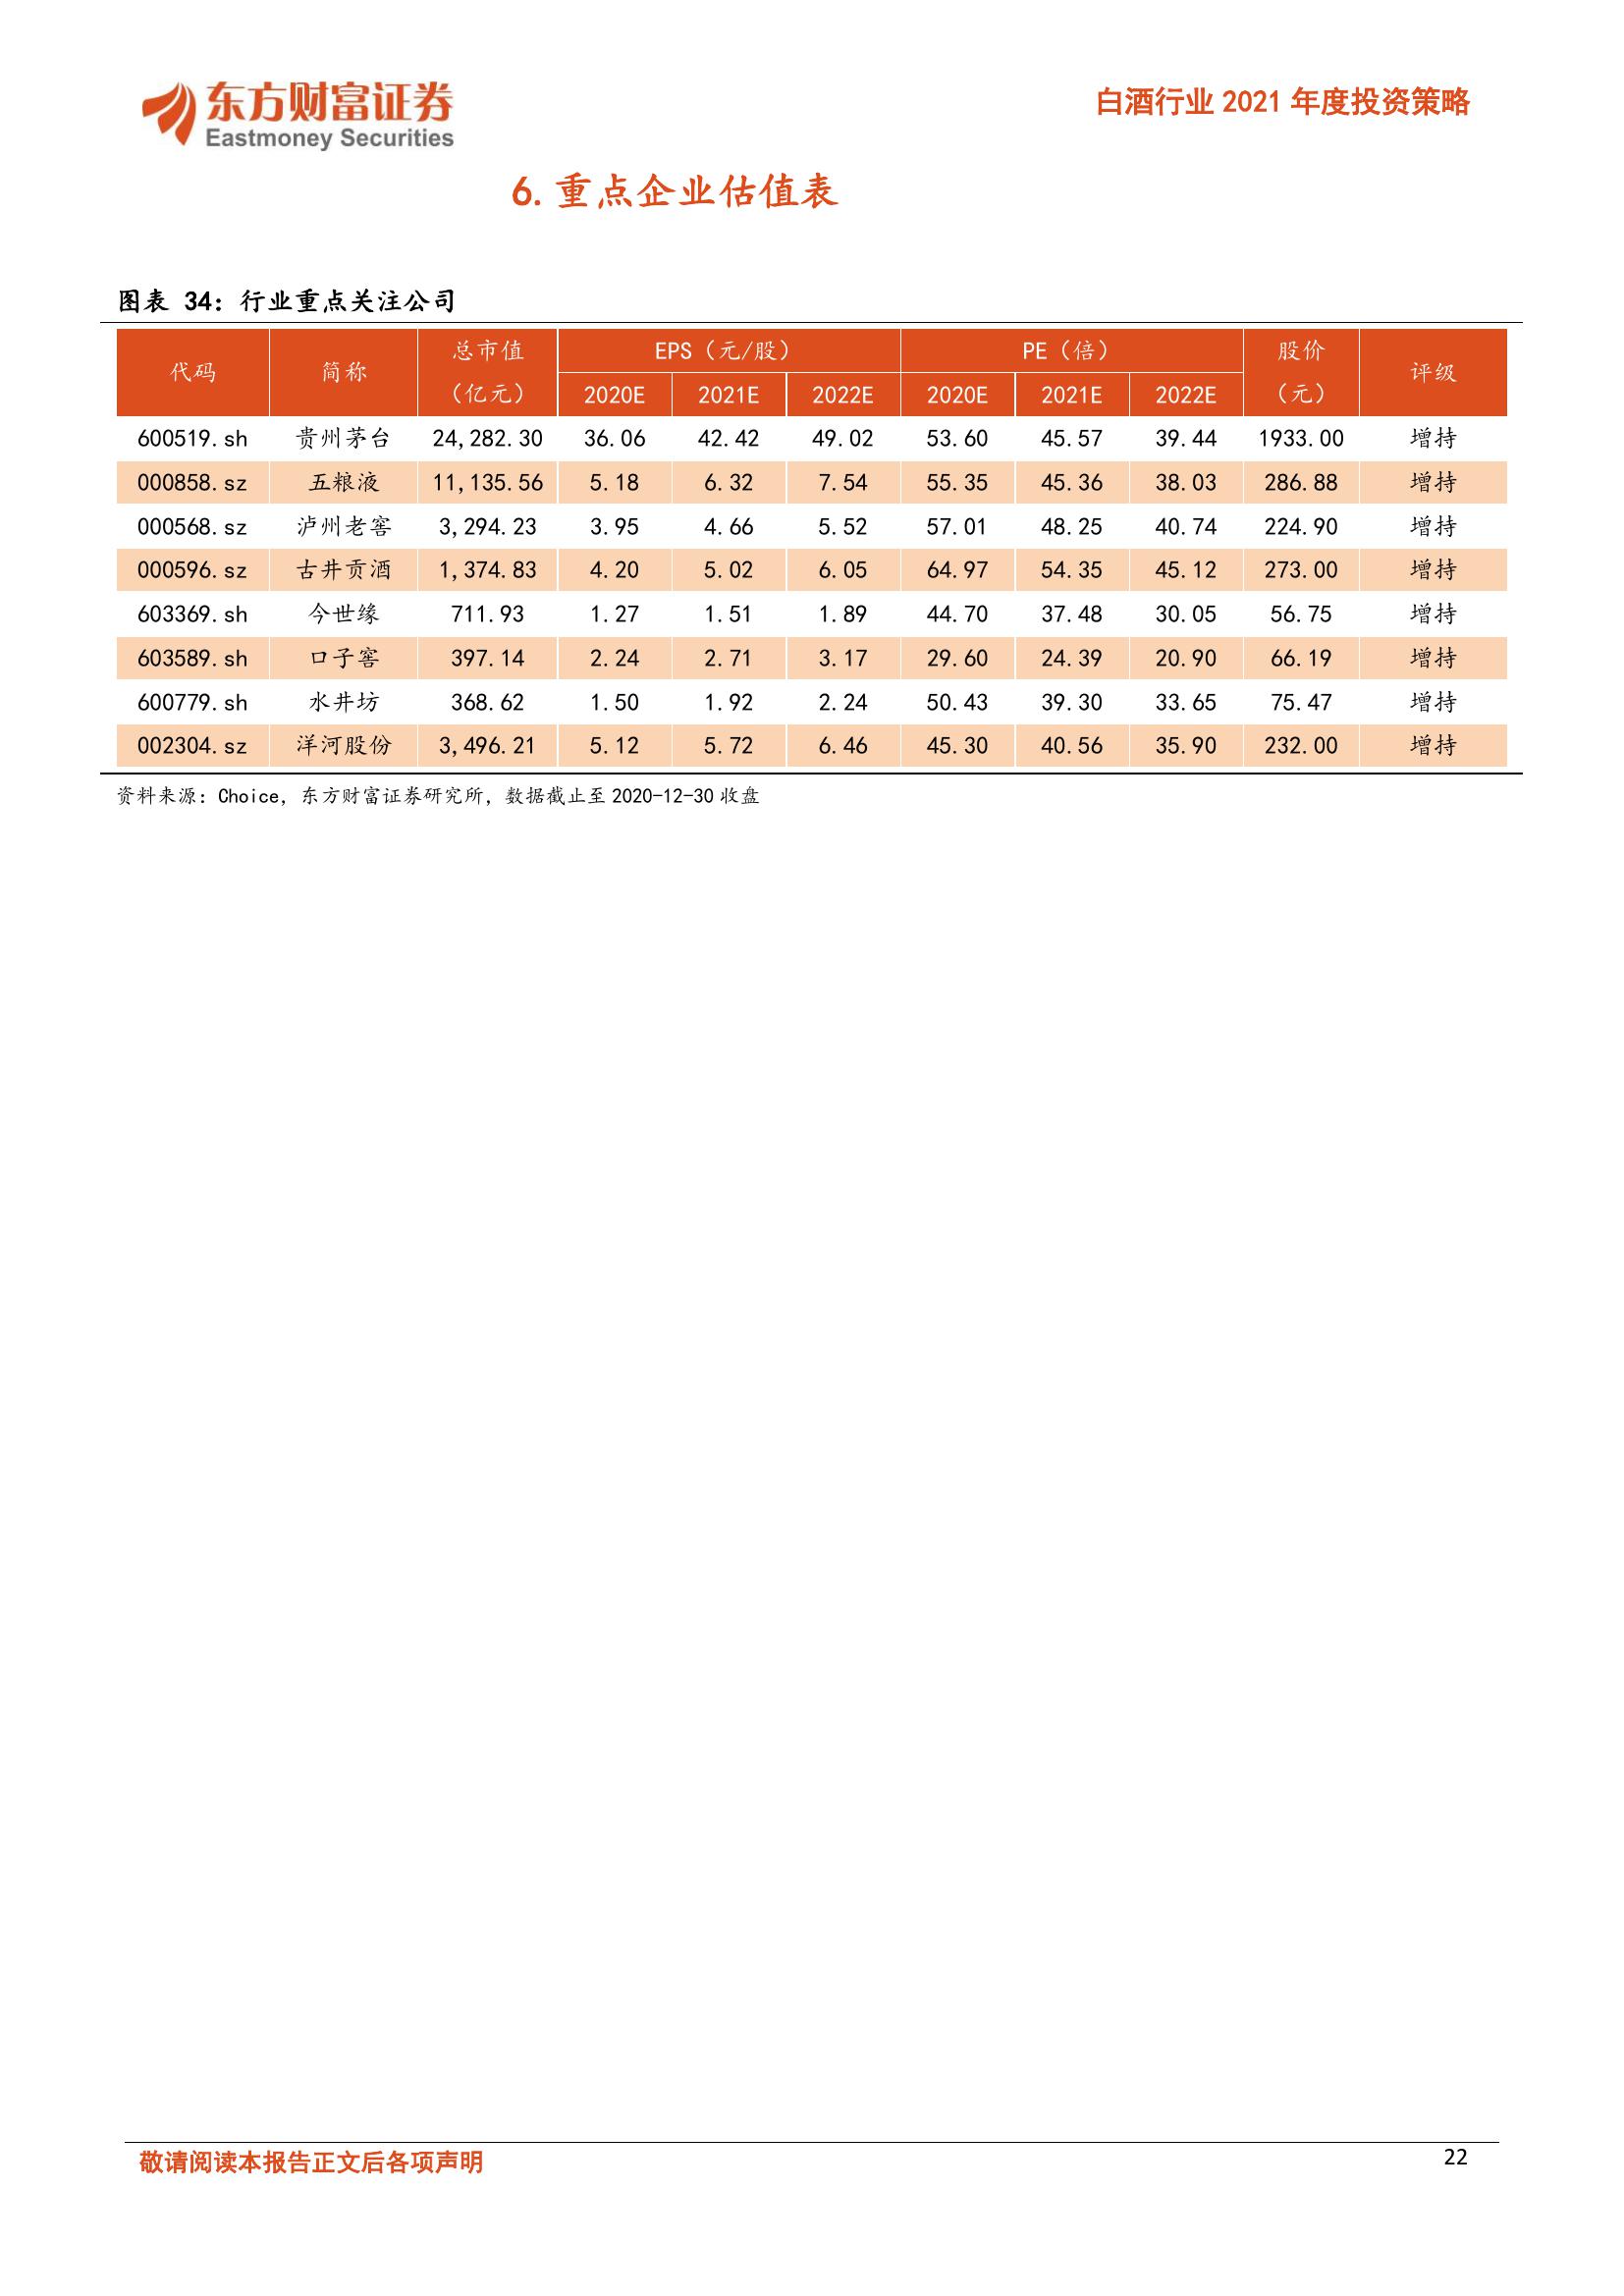 东方财富证券
Eastmoney Securities
白酒行业 2021 年度投资策略
6.重点企业估值表
图表 34：行业重点关注公司
代码 简称 总市值（亿元） EPS（元/股） PE（倍） 股价（元） 评级
2020E 2021E 2022E 2020E 2021E 2022E
600519.sh 贵州茅台 24,282.30 36.06 42.42 49.02 53.60 45.57 39.44 1933.00 增持
000858.sz 五粮液 11,135.56 5.18 6.32 7.54 55.35 45.36 38.03 286.88 增持
000568.sz 泸州老窖 3,294.23 3.95 4.66 5.52 57.01 48.25 40.74 224.90 增持
000596.sz 古井贡酒 1,374.83 4.20 5.02 6.05 64.97 54.35 45.12 273.00 增持
603369.sh 今世缘 711.93 1.27 1.51 1.89 44.70 37.48 30.05 56.75 增持
603589.sh 口子窖 397.14 2.24 2.71 3.17 29.60 24.39 20.90 66.19 增持
600779.sh 水井坊 368.62 1.50 1.92 2.24 50.43 39.30 33.65 75.47 增持
002304.sz 洋河股份 3,496.21 5.12 5.72 6.46 45.30 40.56 35.90 232.00 增持
资料来源：Choice，东方财富证券研究所，数据截止至 2020-12-30 收盘
敬请阅读本报告正文后各项声明
22